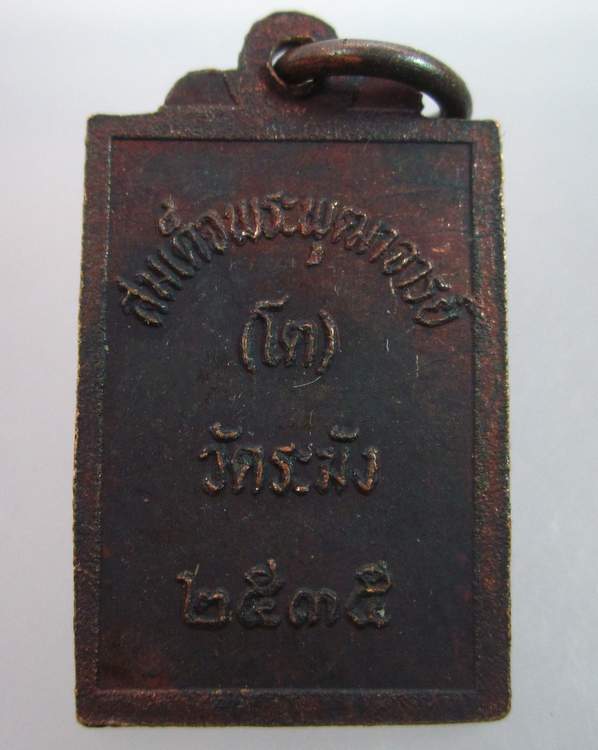 สมเด็จพระพุฒาจารย์
(โต)
วัดระฆัง
๒๕๓๕